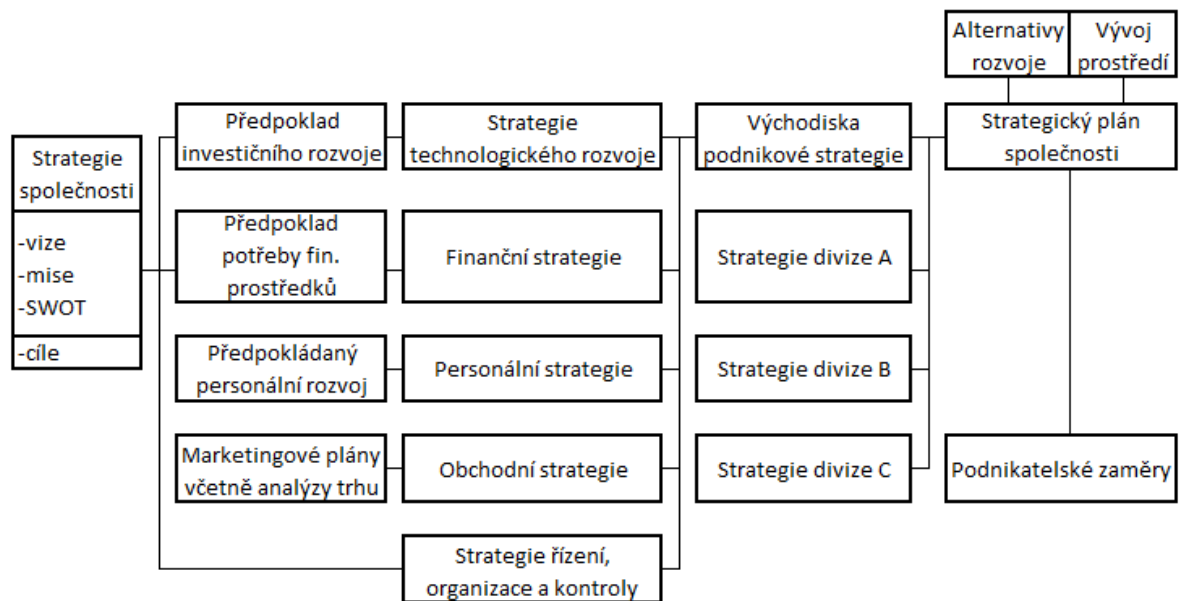 Alternativy
rozvoje
Vývoj
prostředí
Strategie
společnosti
-vize
-mise
-SWOT
-cíle
Předpoklad
investičního rozvoje
Strategie
technologického rozvoje
Východiska
podnikové strategie
Strategický plán
společnosti
Předpoklad
potřeby fin.
prostředků
Finanční strategie
Strategie divize A
Předpokládaný
personální rozvoj
Personální strategie
Strategie divize B
Marketingové plány
včetně analýzy trhu
Obchodní strategie
Strategie divize C
Podnikatelské zaměry
Strategie řízení,
organizace a kontroly